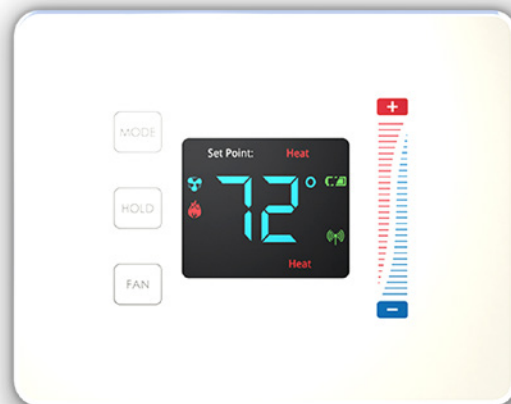 MODE
Set Point: Heat
72°
HOLD
FAN
Heat
+
-